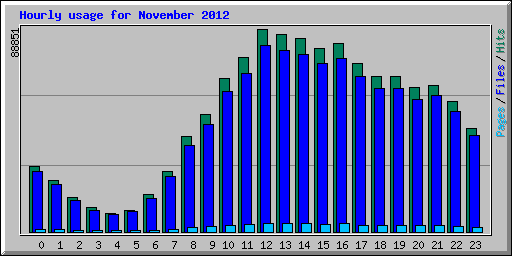 Hourly usage for November 2012
88851
Pages / Files / Hits
0 1 2 3 4 5 6 7 8 9 10 11 12 13 14 15 16 17 18 19 20 21 22 23